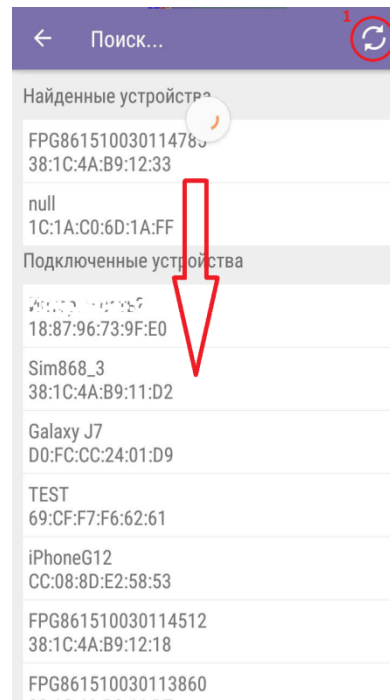 1
Поиск...
Найденные устройства
FPG861510030114785
38:1C:4A:B9:12:33
null
1C:1A:C0:6D:1A:FF
Подключенные устройства
18:87:96:73:9F:E0
Sim868_3
38:1C:4A:B9:11:D2
Galaxy J7
D0:FC:CC:24:01:D9
TEST
69:CF:F7:F6:62:61
iPhoneG12
CC:08:8D:E2:58:53
FPG861510030114512
38:1C:4A:B9:12:18
FPG861510030113860